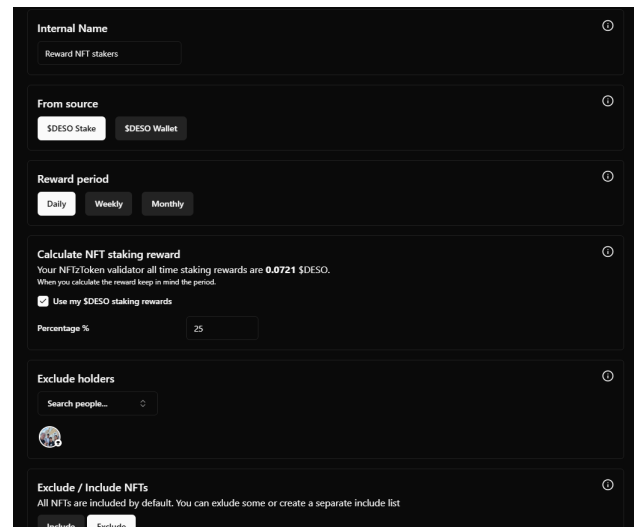 Internal Name
Reward NFT stakers
From source
$DESO Stake $DESO Wallet
Reward period
Daily Weekly Monthly
Calculate NFT staking reward
Your NFTzToken validator all time staking rewards are 0.0721 $DESO.
When you calculate the reward keep in mind the period.
Use my $DESO staking rewards
Percentage % 25
Exclude holders
Search people...
Exclude / Include NFTs
All NFTs are included by default. You can exlude some or create a separate include list
Include Exclude